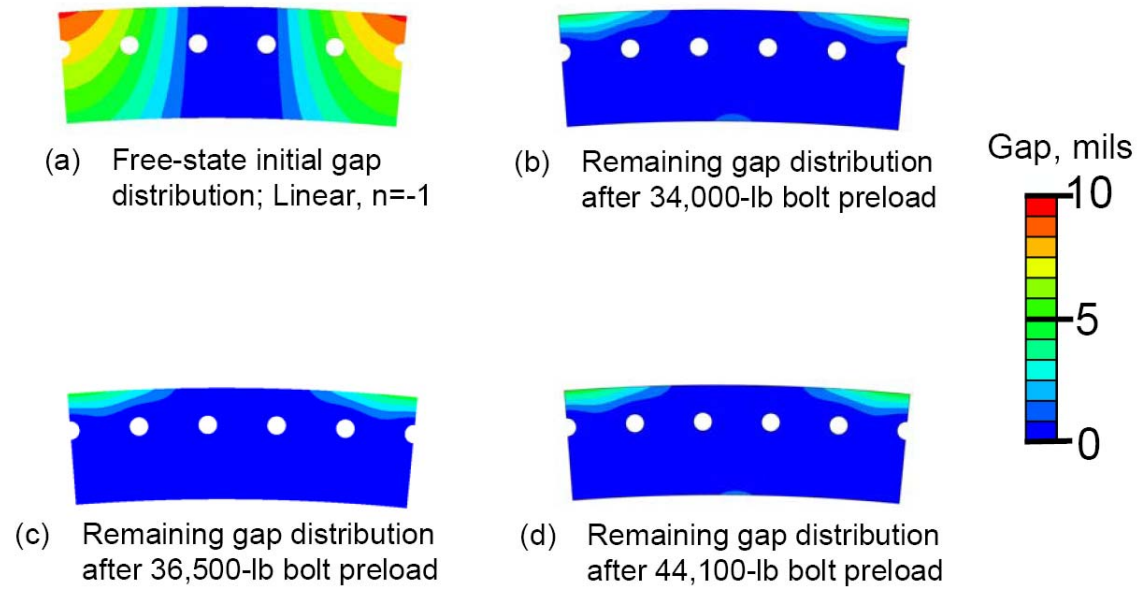 (a) Free-state initial gap
distribution; Linear, n=-1
(b) Remaining gap distribution
after 34,000-lb bolt preload
Gap, mils
10
5
0
(c) Remaining gap distribution
after 36,500-lb bolt preload
(d) Remaining gap distribution
after 44,100-lb bolt preload